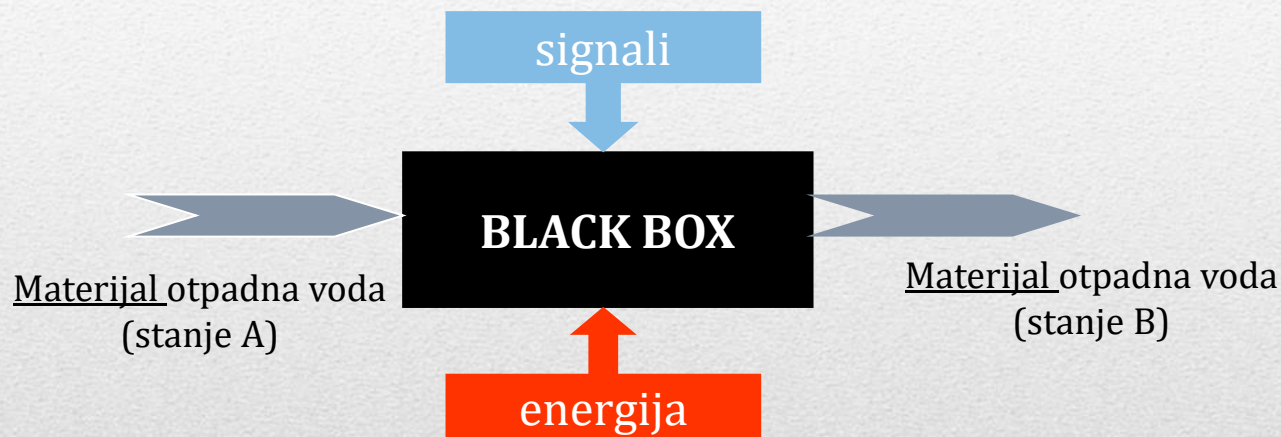 signali
BLACK BOX
Materijal otpadna voda
(stanje A)
Materijal otpadna voda
(stanje B)
energija